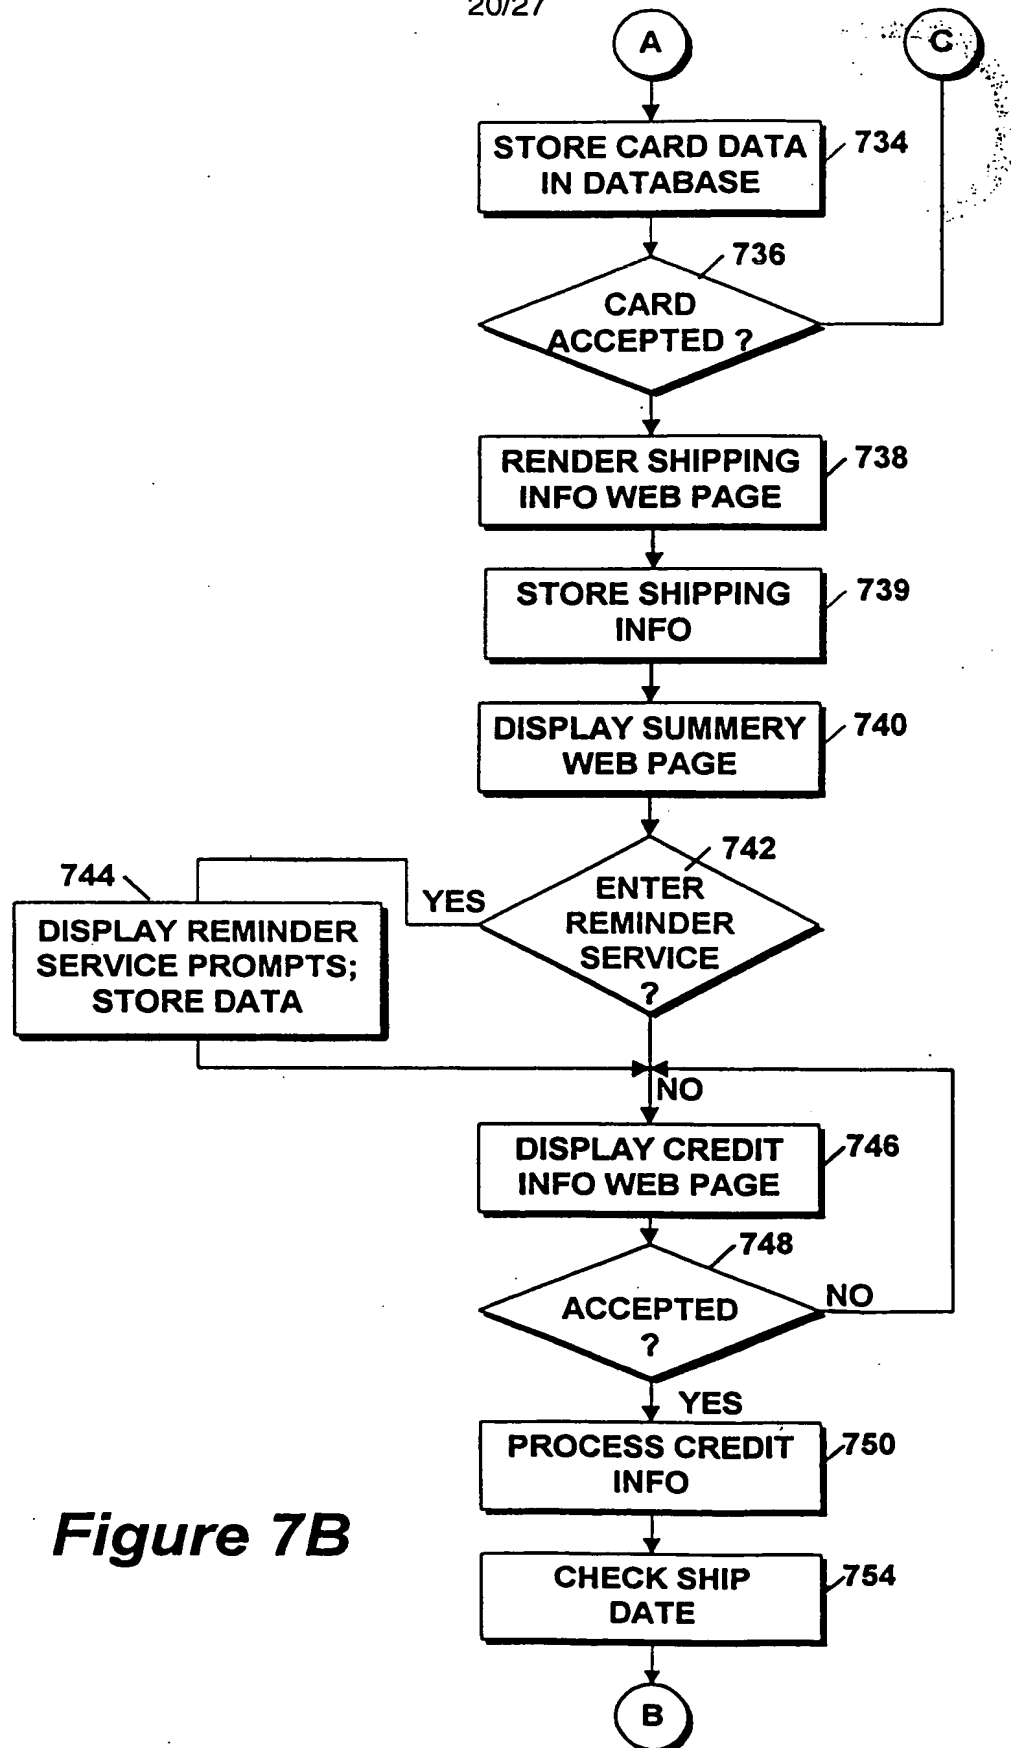 20/27
A
C
STORE CARD DATA
IN DATABASE
734
736
CARD
ACCEPTED ?
RENDER SHIPPING
INFO WEB PAGE
738
STORE SHIPPING
INFO
739
DISPLAY SUMMERY
WEB PAGE
740
742
ENTER
REMINDER
SERVICE
?
YES
744
DISPLAY REMINDER
SERVICE PROMPTS;
STORE DATA
NO
DISPLAY CREDIT
INFO WEB PAGE
746
748
ACCEPTED
?
NO
YES
PROCESS CREDIT
INFO
750
CHECK SHIP
DATE
754
B
Figure 7B